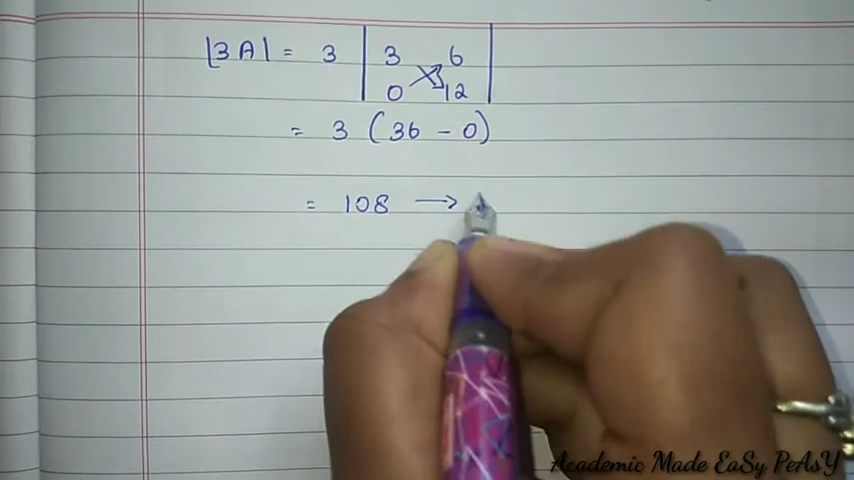 |3A| = 3 | 3 6
0 12 |
= 3 (36 - 0)
= 108 →
Academic Made EaSy PeAsY